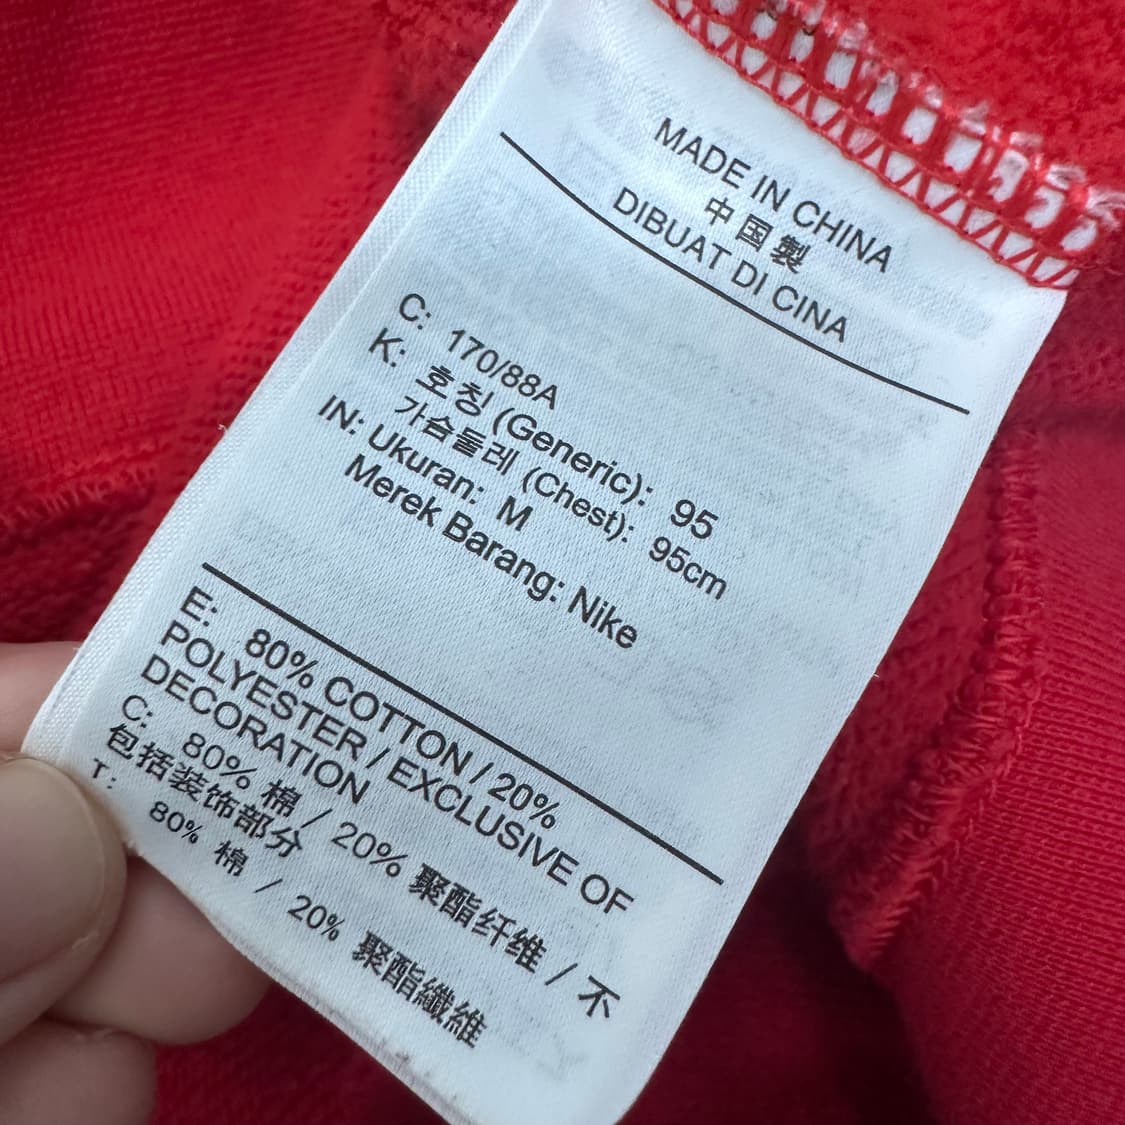 MADE IN CHINA
中国製
DIBUAT DI CINA
C: 170/88A
K: 호칭 (Generic): 95
가슴둘레 (Chest): 95cm
IN: Ukuran: M
Merek Barang: Nike
E: 80% COTTON / 20%
POLYESTER / EXCLUSIVE OF
DECORATION
C: 80% 棉 / 20% 聚酯纤维 / 不
包括装饰部分
T: 80% 棉 / 20% 聚酯纖維